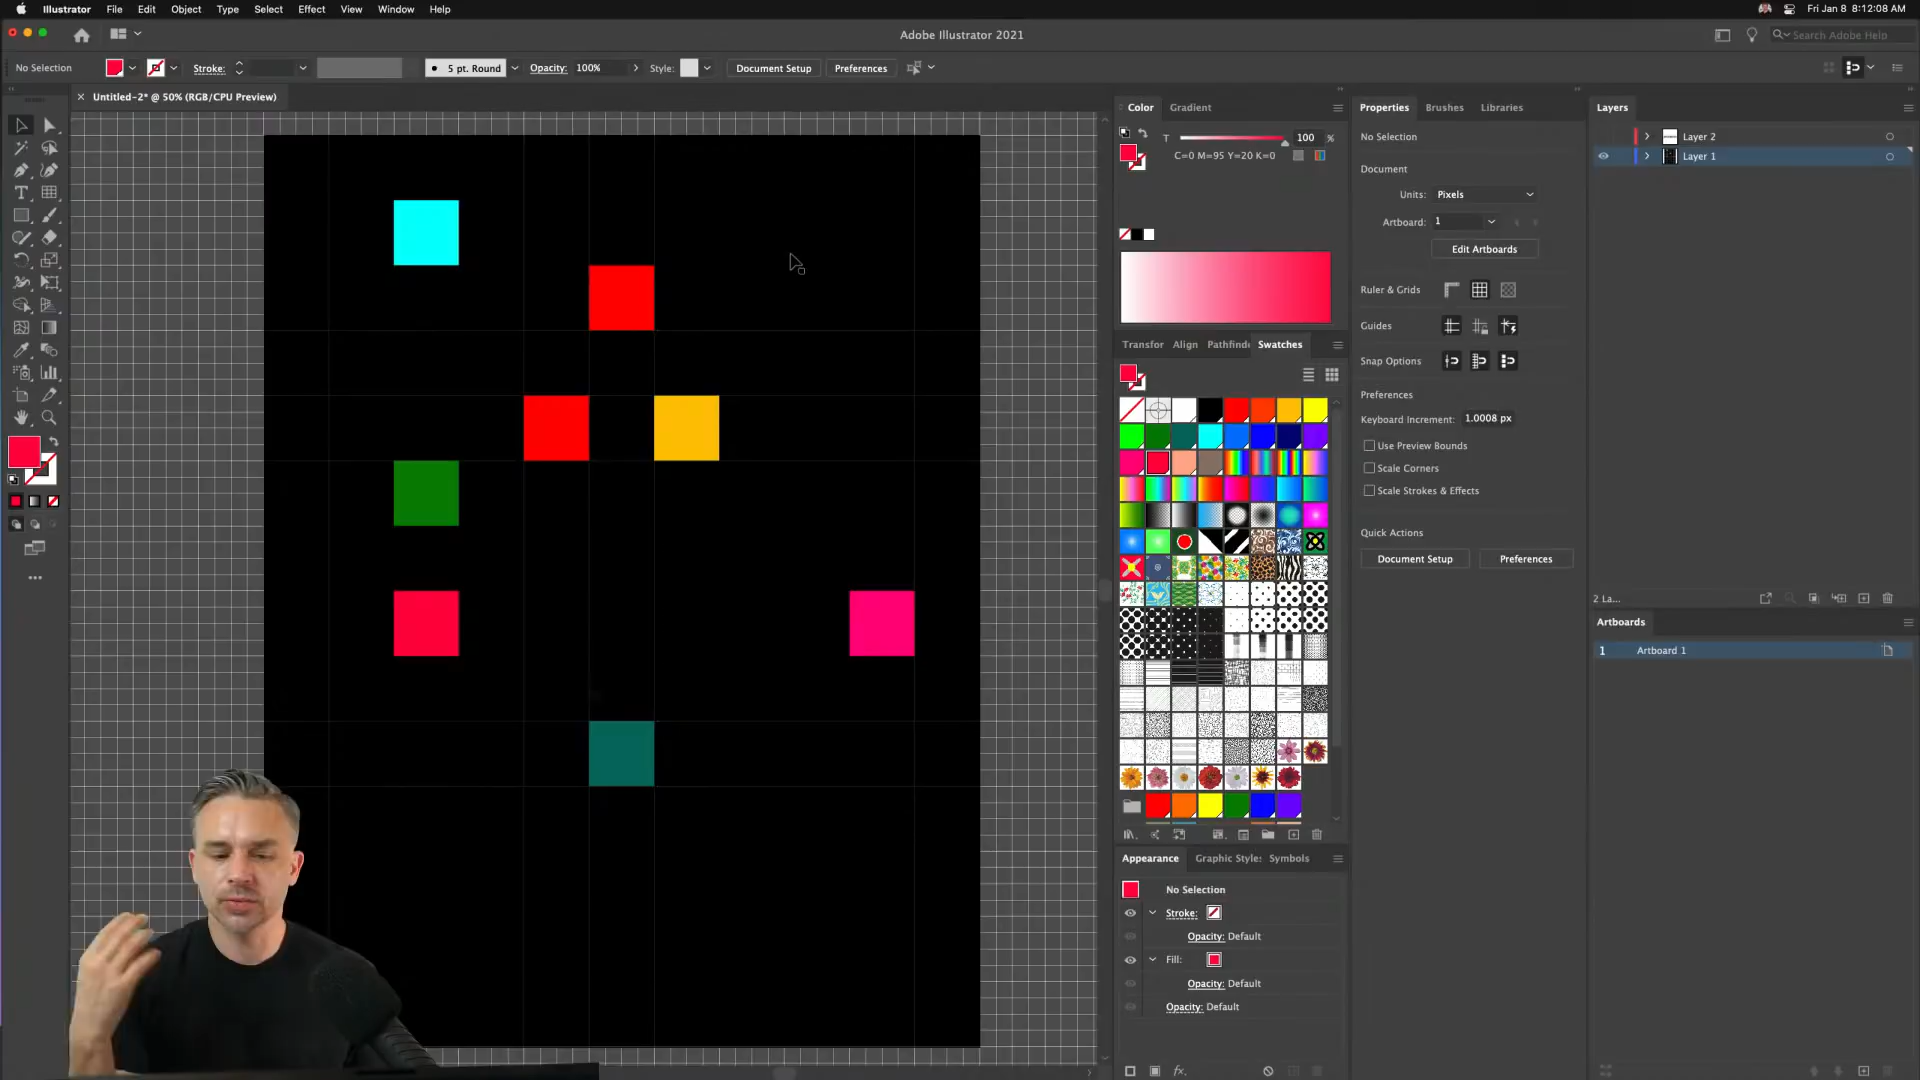 Illustrator File Edit Object Type Select Effect View Window Help
Fri Jan 8 8:12:08 AM
Adobe Illustrator 2021
Search Adobe Help
No Selection
Stroke:
5 pt. Round
Opacity: 100%
Style:
Document Setup
Preferences
× Untitled-2* @ 50% (RGB/CPU Preview)
Color Gradient
T 100 %
C=0 M=95 Y=20 K=0
Transfor Align Pathfind Swatches
Appearance Graphic Style: Symbols
No Selection
Stroke:
Opacity: Default
Fill:
Opacity: Default
Opacity: Default
fx.
Properties Brushes Libraries
No Selection
Document
Units: Pixels
Artboard: 1
Edit Artboards
Ruler & Grids
Guides
Snap Options
Preferences
Keyboard Increment: 1.0008 px
Use Preview Bounds
Scale Corners
Scale Strokes & Effects
Quick Actions
Document Setup
Preferences
Layers
Layer 2
Layer 1
2 La...
Artboards
1 Artboard 1